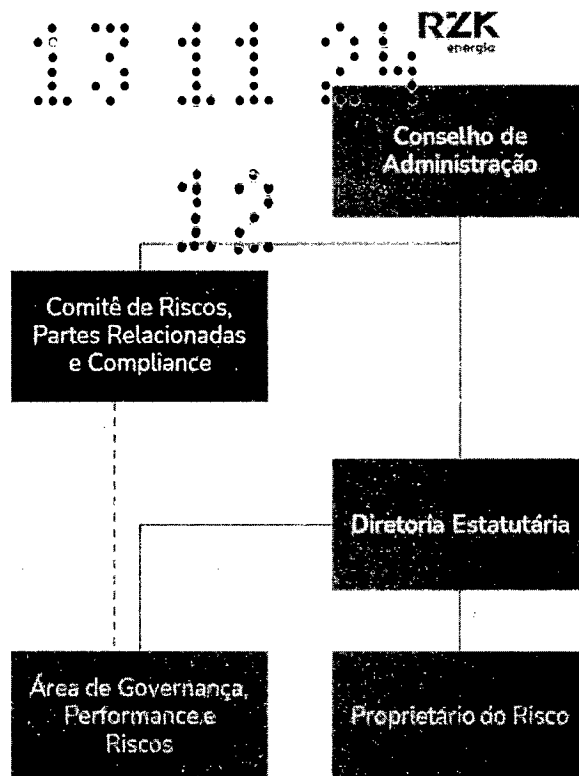 13 11 24
RZK
energia
Conselho de
Administração
12
Comitê de Riscos,
Partes Relacionadas
e Compliance
Diretoria Estatutária
Área de Governança,
Performance e
Riscos
Proprietário do Risco